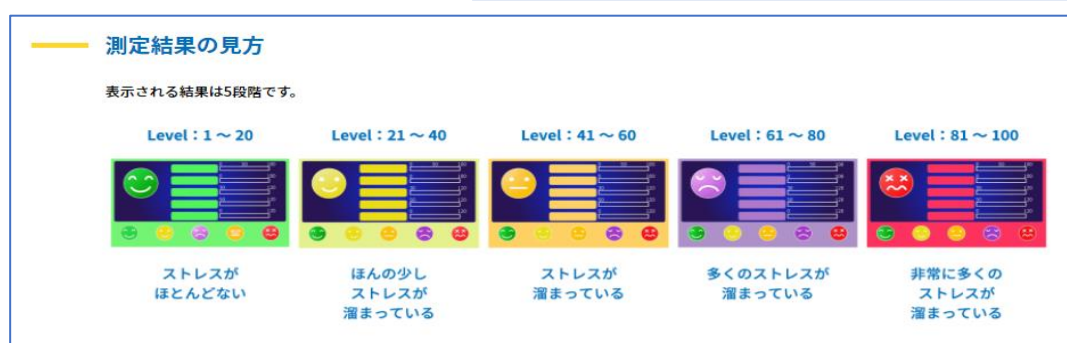 測定結果の見方
表示される結果は5段階です。
Level：1 ～ 20
Level：21 ～ 40
Level：41 ～ 60
Level：61 ～ 80
Level：81 ～ 100
ストレスが
ほとんどない
ほんの少し
ストレスが
溜まっている
ストレスが
溜まっている
多くのストレスが
溜まっている
非常に多くの
ストレスが
溜まっている